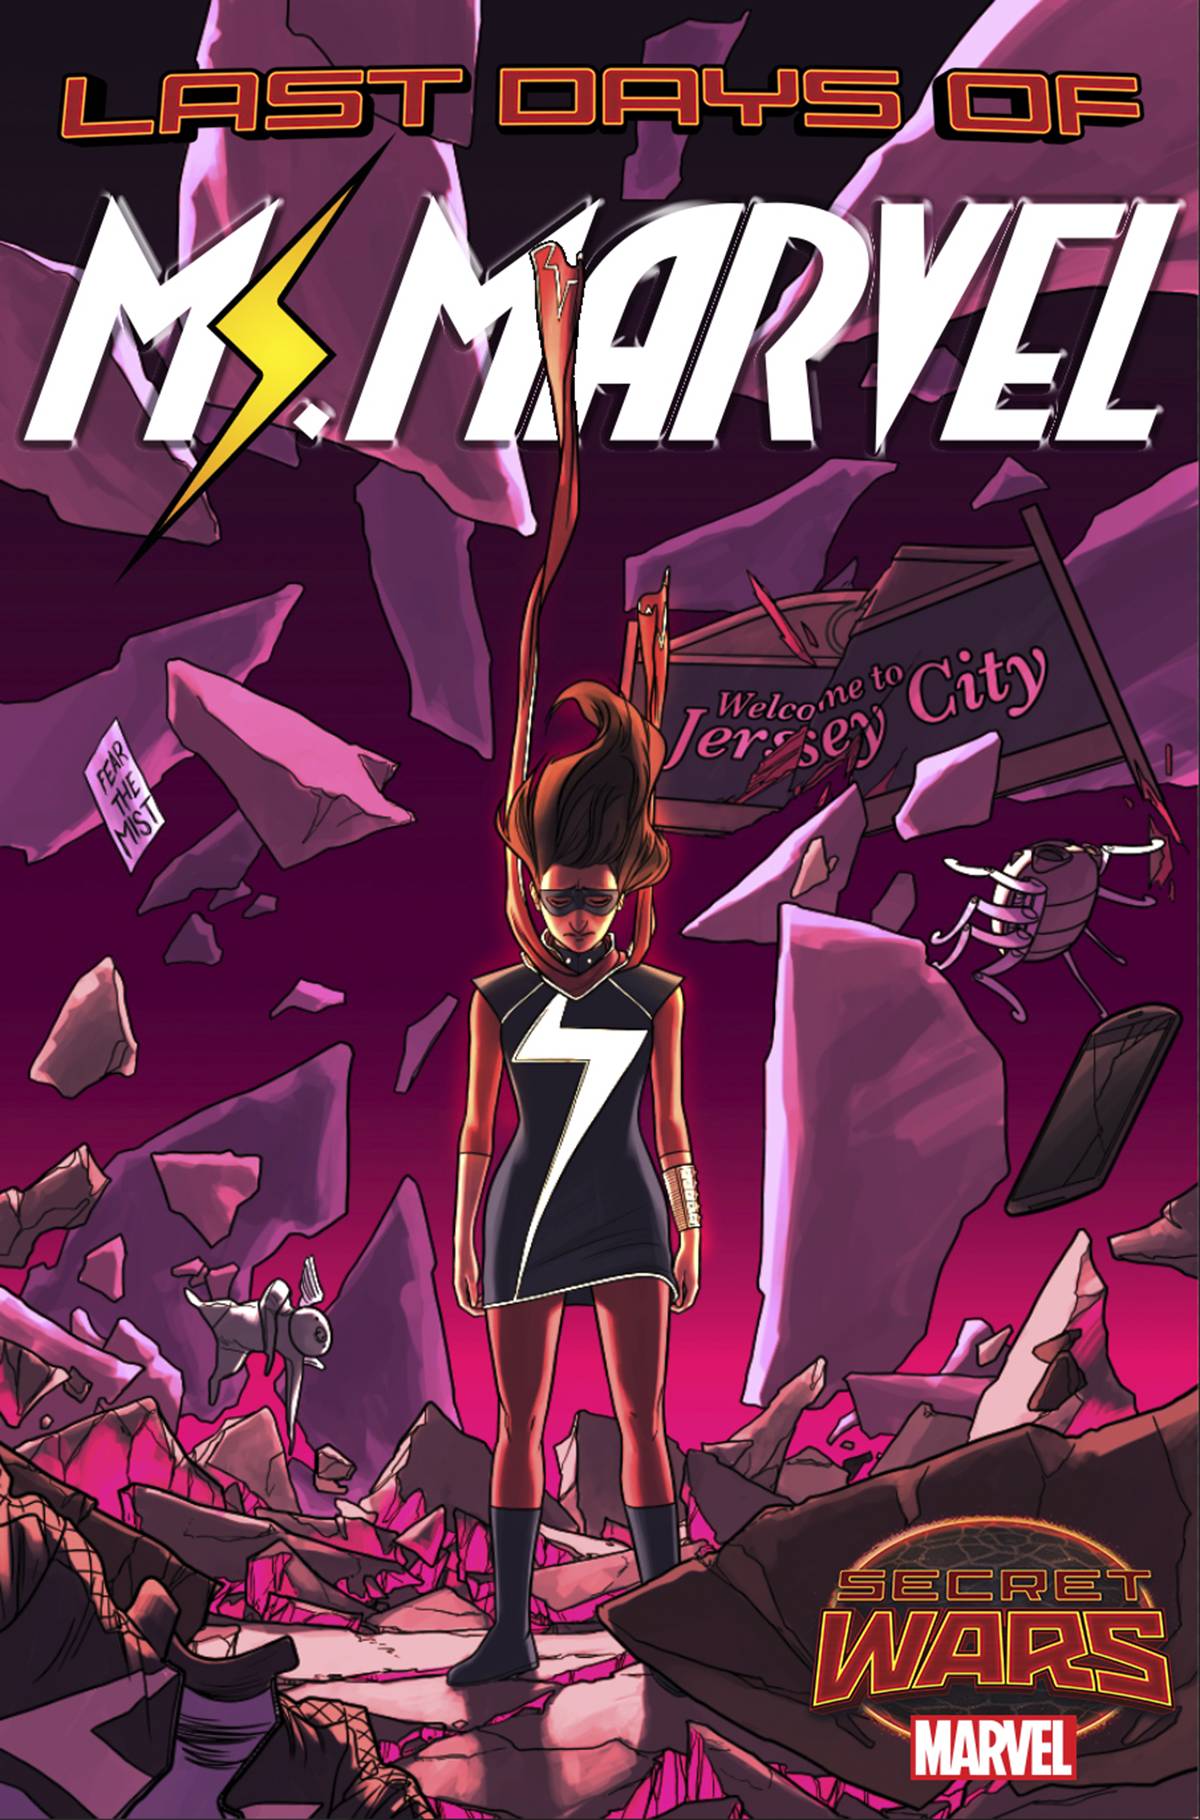 LAST DAYS OF
MS. MARVEL
Welcome to
Jersey City
FEAR
THE
MIST
SECRET
WARS
MARVEL